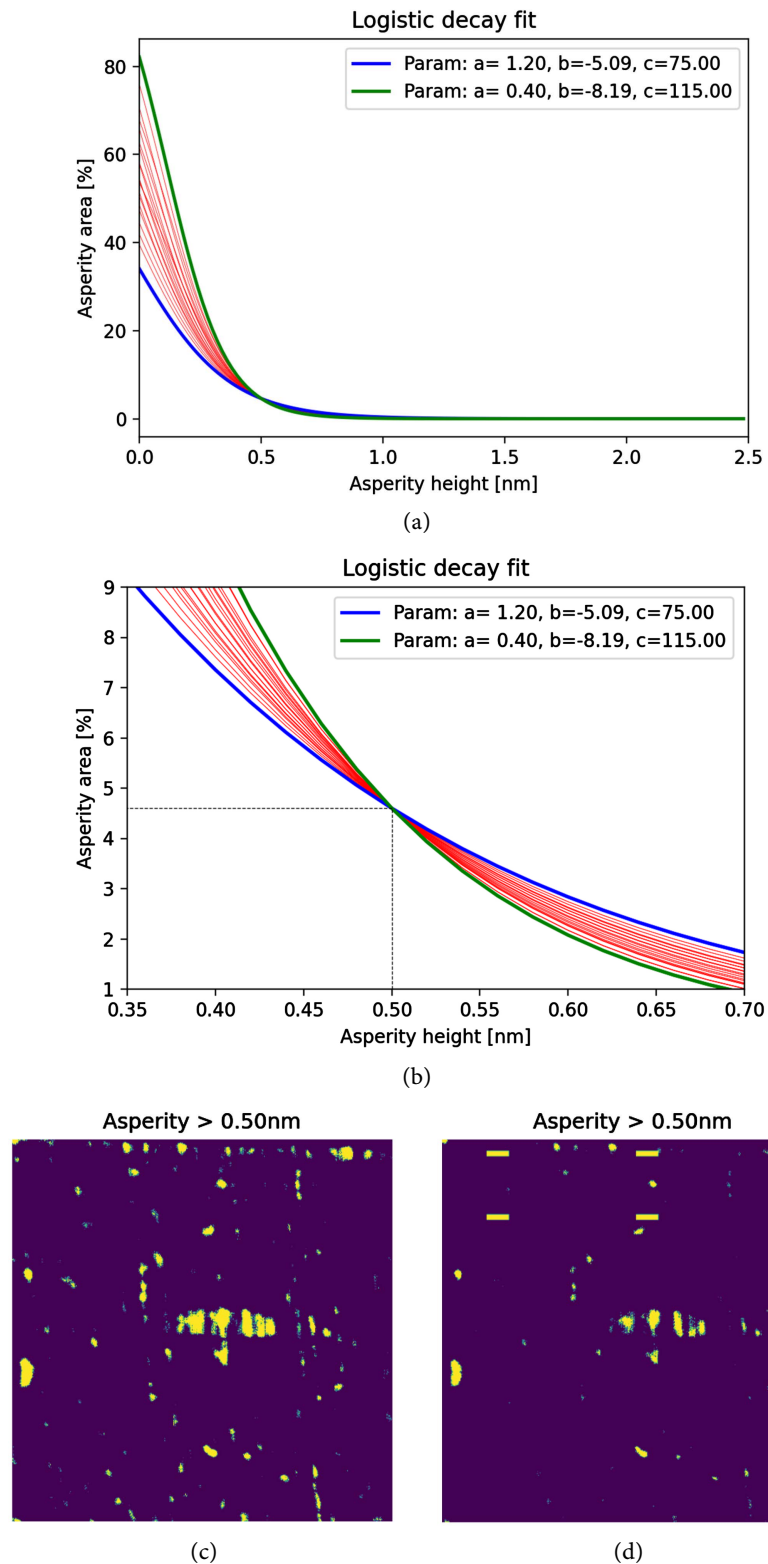 Logistic decay fit
Param: a= 1.20, b=-5.09, c=75.00
Param: a= 0.40, b=-8.19, c=115.00
80
60
40
20
0
Asperity area [%]
0.0 0.5 1.0 1.5 2.0 2.5
Asperity height [nm]
(a)
Logistic decay fit
Param: a= 1.20, b=-5.09, c=75.00
Param: a= 0.40, b=-8.19, c=115.00
9
8
7
6
5
4
3
2
1
Asperity area [%]
0.35 0.40 0.45 0.50 0.55 0.60 0.65 0.70
Asperity height [nm]
(b)
Asperity > 0.50nm
Asperity > 0.50nm
(c)
(d)